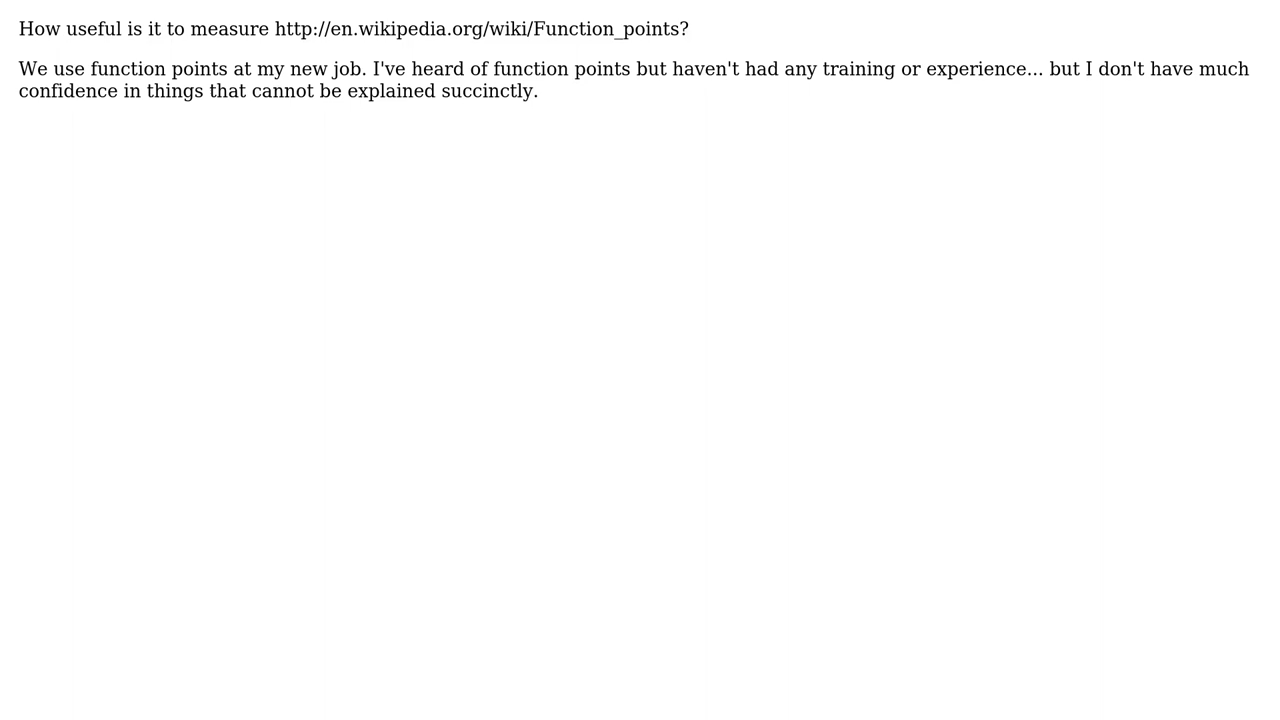 How useful is it to measure http://en.wikipedia.org/wiki/Function_points?
We use function points at my new job. I've heard of function points but haven't had any training or experience... but I don't have much
confidence in things that cannot be explained succinctly.